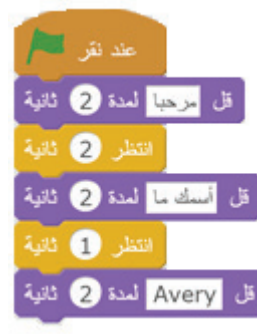 عند نقر
قل مرحبا لمدة 2 ثانية
انتظر 2 ثانية
قل أسمك ما لمدة 2 ثانية
انتظر 1 ثانية
قل Avery لمدة 2 ثانية